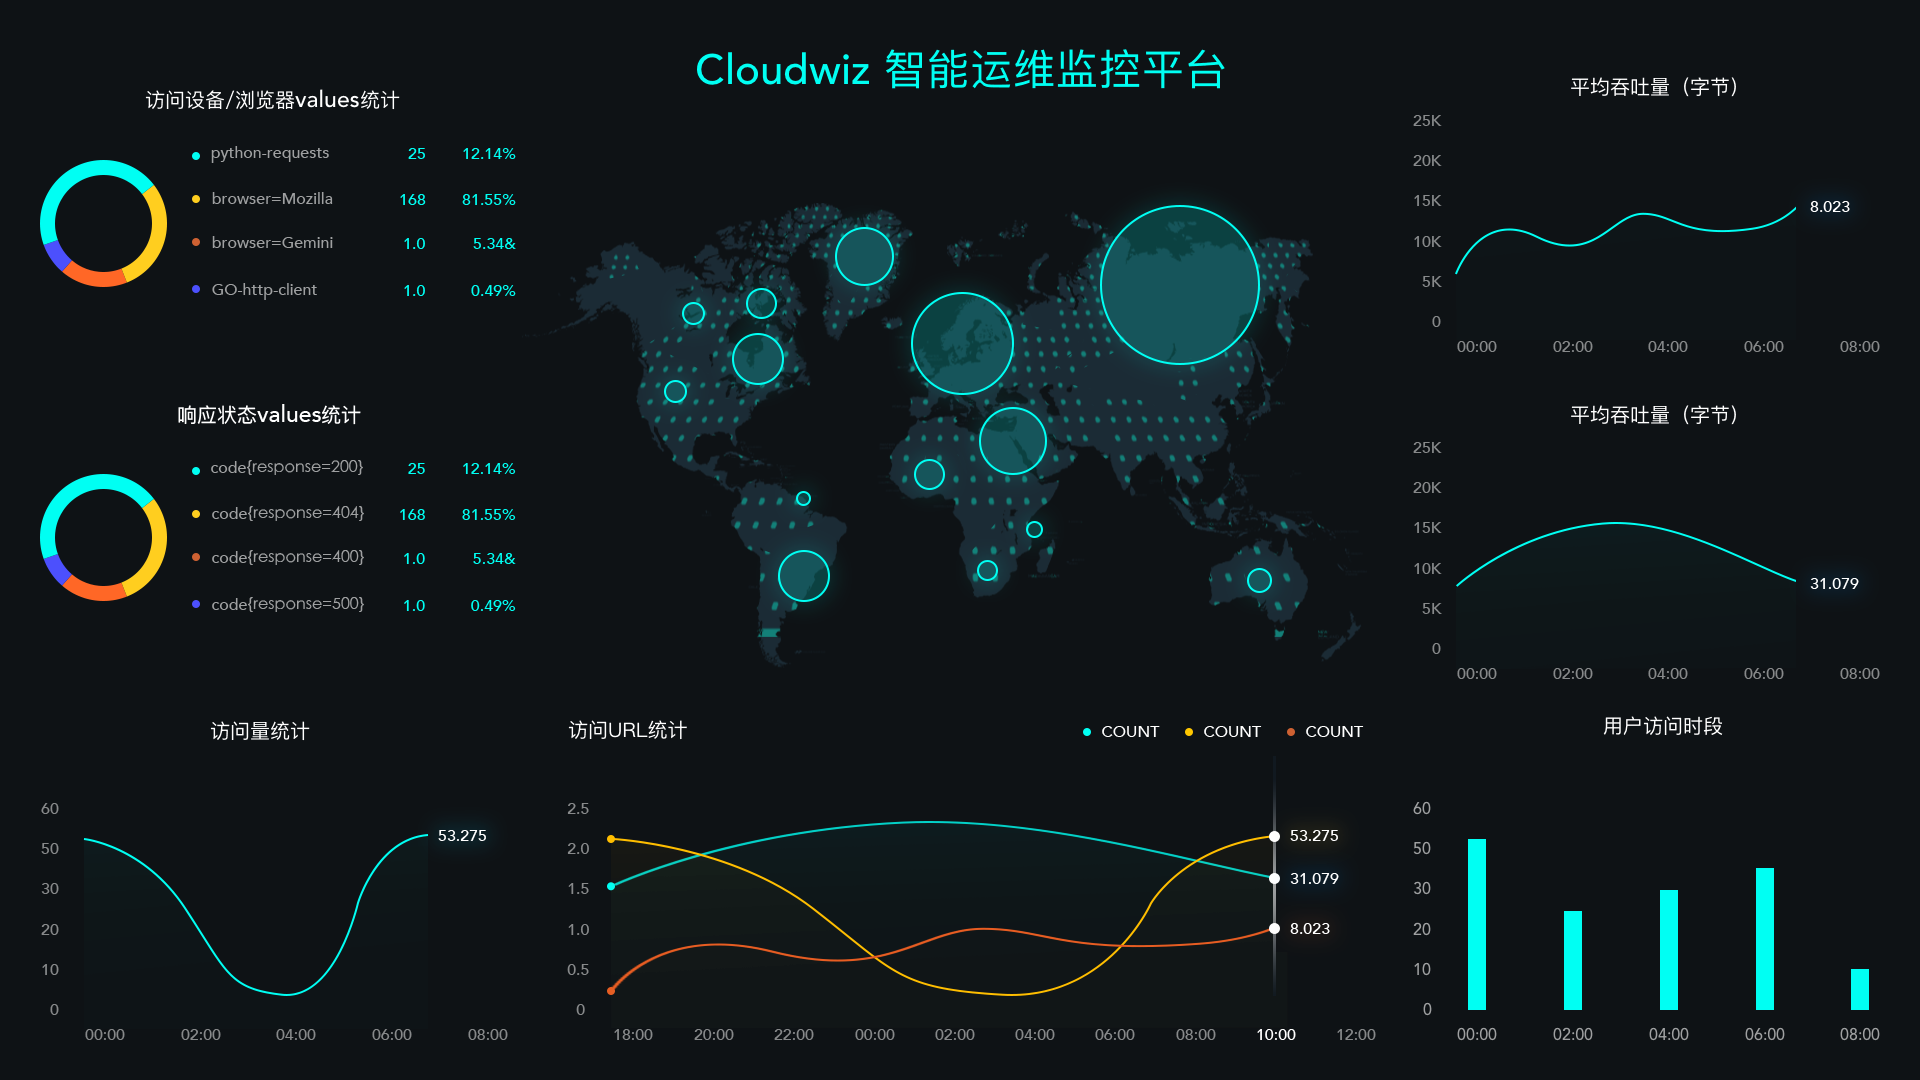 Cloudwiz 智能运维监控平台
访问设备/浏览器values统计
python-requests 25 12.14%
browser=Mozilla 168 81.55%
browser=Gemini 1.0 5.34&
GO-http-client 1.0 0.49%
响应状态values统计
code{response=200} 25 12.14%
code{response=404} 168 81.55%
code{response=400} 1.0 5.34&
code{response=500} 1.0 0.49%
平均吞吐量（字节）
25K
20K
15K
10K
5K
0
8.023
00:00 02:00 04:00 06:00 08:00
平均吞吐量（字节）
25K
20K
15K
10K
5K
0
31.079
00:00 02:00 04:00 06:00 08:00
访问量统计
60
50
30
20
10
0
53.275
00:00 02:00 04:00 06:00 08:00
访问URL统计
COUNT COUNT COUNT
2.5
2.0
1.5
1.0
0.5
0
53.275
31.079
8.023
18:00 20:00 22:00 00:00 02:00 04:00 06:00 08:00 10:00 12:00
用户访问时段
60
50
30
20
10
0
00:00 02:00 04:00 06:00 08:00